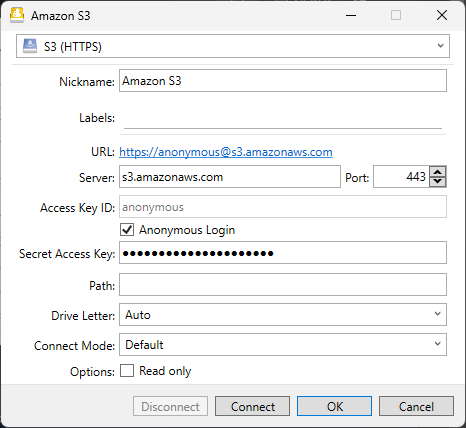 Amazon S3
S3 (HTTPS)
Nickname: Amazon S3
Labels:
URL: https://anonymous@s3.amazonaws.com
Server: s3.amazonaws.com Port: 443
Access Key ID: anonymous
Anonymous Login
Secret Access Key: ●●●●●●●●●●●●●●●●●●●●●
Path:
Drive Letter: Auto
Connect Mode: Default
Options: Read only
Disconnect Connect OK Cancel